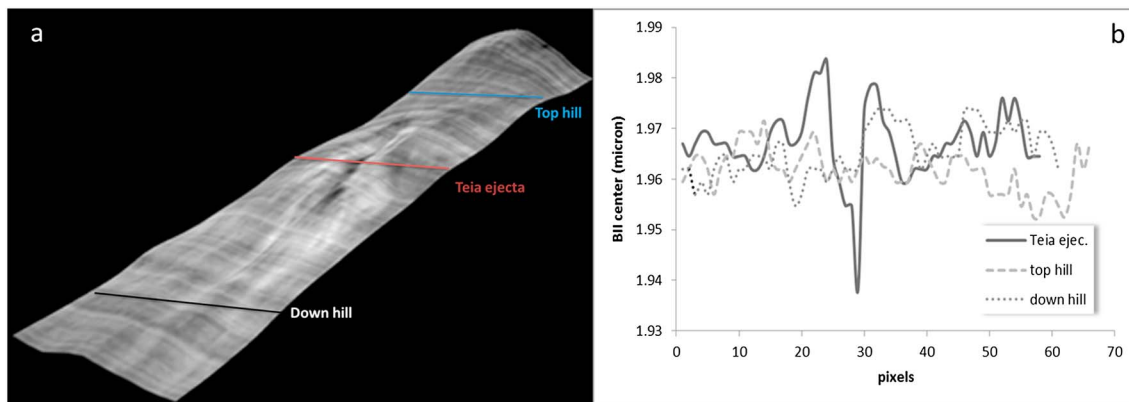 a
Top hill
Teia ejecta
Down hill
b
1.99
1.98
1.97
1.96
1.95
1.94
1.93
BII center (micron)
0 10 20 30 40 50 60 70
pixels
Teia ejec.
top hill
down hill